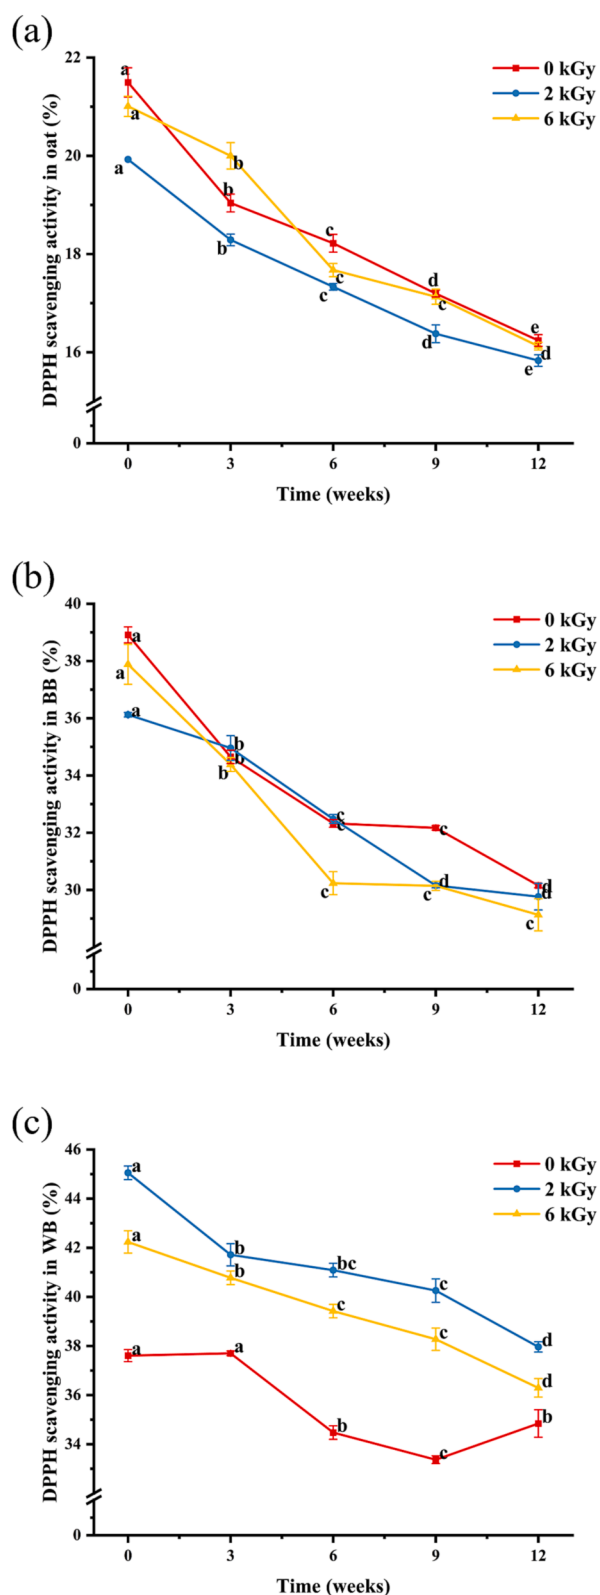 (a)
22
20
18
16
0
DPPH scavenging activity in oat (%)
0 kGy
2 kGy
6 kGy
a
a
a
b
b
b
c
c
c
d
c
d
e
d
e
0 3 6 9 12
Time (weeks)
(b)
40
38
36
34
32
30
0
DPPH scavenging activity in BB (%)
0 kGy
2 kGy
6 kGy
a
a
a
b
b
b
c
c
c
c
d
c
d
d
c
0 3 6 9 12
Time (weeks)
(c)
46
44
42
40
38
36
34
0
DPPH scavenging activity in WB (%)
0 kGy
2 kGy
6 kGy
a
b
bc
c
d
a
b
c
c
d
a
a
b
c
b
0 3 6 9 12
Time (weeks)